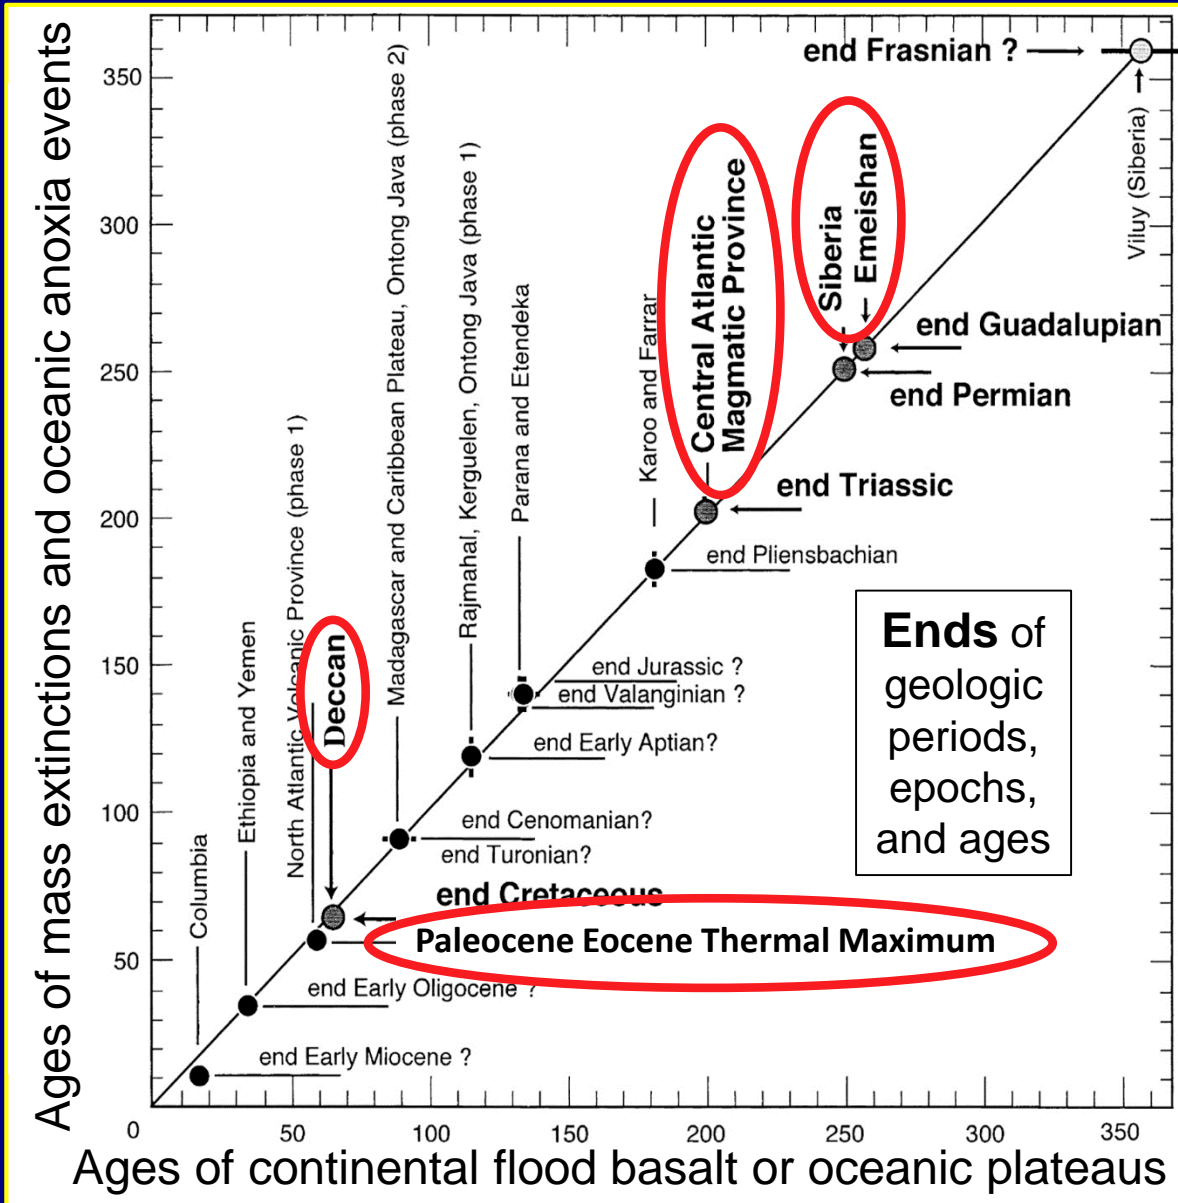 Ages of mass extinctions and oceanic anoxia events
350
300
250
200
150
100
50
0
end Frasnian ?
Viluy (Siberia)
Siberia
Emeishan
end Guadalupian
end Permian
Central Atlantic
Magmatic Province
end Triassic
Karoo and Farrar
end Pliensbachian
Parana and Etendeka
end Jurassic ?
end Valanginian ?
Rajmahal, Kerguelen, Ontong Java (phase 1)
end Early Aptian?
Madagascar and Caribbean Plateau, Ontong Java (phase 2)
end Cenomanian?
end Turonian?
Deccan
end Cretaceous
North Atlantic Volcanic Province (phase 1)
Paleocene Eocene Thermal Maximum
Ethiopia and Yemen
end Early Oligocene ?
Columbia
end Early Miocene ?
Ends of
geologic
periods,
epochs,
and ages
50
100
150
200
250
300
350
Ages of continental flood basalt or oceanic plateaus